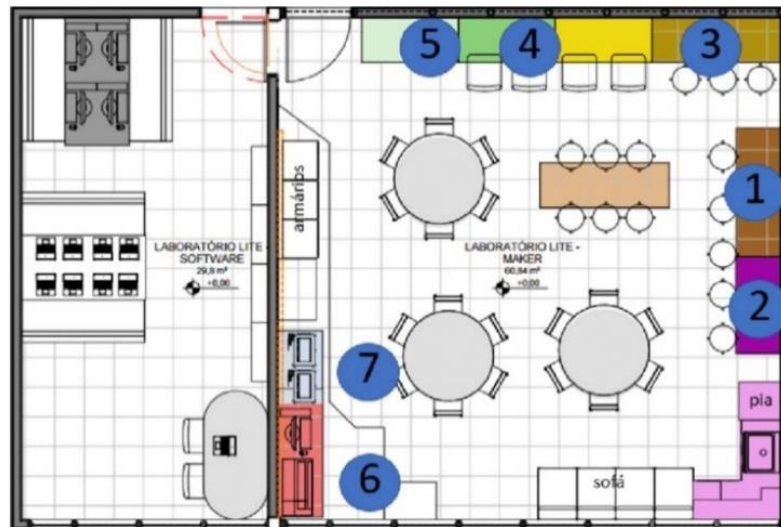 5
4
3
1
armários
LABORATÓRIO LITE -
SOFTWARE
29,8 m²
+0,00
LABORATÓRIO LITE -
MAKER
60,84 m²
+0,00
2
7
pia
6
sofá